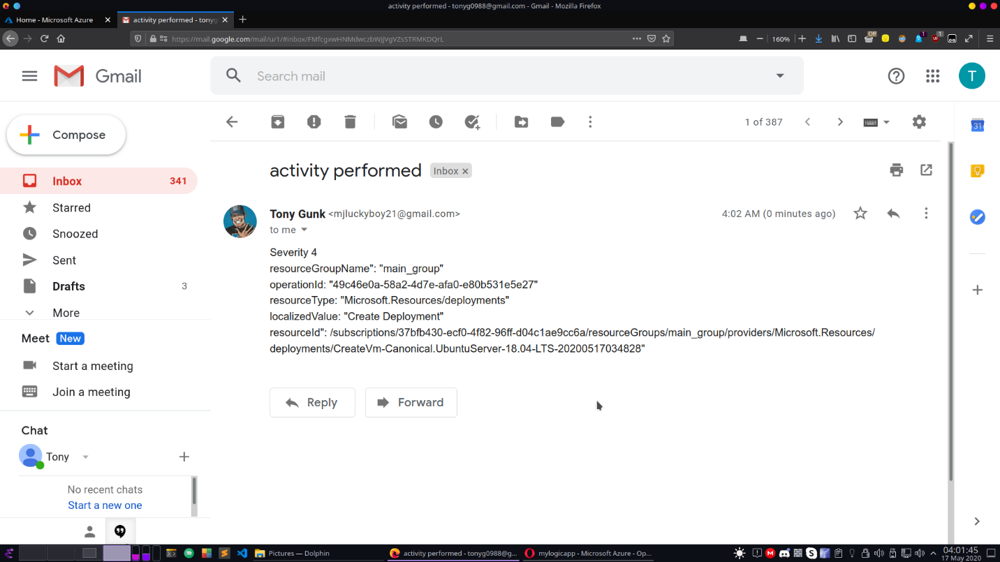 activity performed - tonyg0988@gmail.com - Gmail - Mozilla Firefox
Home - Microsoft Azure
activity performed - tonyg
https://mail.google.com/mail/u/1/#inbox/FMfcgxwHNMdwczbWJjVgVZsSTRMKDQrL
160%
Off
1
1
Gmail
Search mail
T
Compose
1 of 387
31
Inbox 341
Starred
Snoozed
Sent
Drafts 3
More
Meet New
Start a meeting
Join a meeting
Chat
Tony
No recent chats
Start a new one
activity performed Inbox
Tony Gunk <mjluckyboy21@gmail.com> 4:02 AM (0 minutes ago)
to me
Severity 4
resourceGroupName": "main_group"
operationId: "49c46e0a-58a2-4d7e-afa0-e80b531e5e27"
resourceType: "Microsoft.Resources/deployments"
localizedValue: "Create Deployment"
resourceId": /subscriptions/37bfb430-ecf0-4f82-96ff-d04c1ae9cc6a/resourceGroups/main_group/providers/Microsoft.Resources/
deployments/CreateVm-Canonical.UbuntuServer-18.04-LTS-20200517034828"
Reply Forward
Pictures — Dolphin
activity performed - tonyg0988@g...
mylogicapp - Microsoft Azure - Op...
04:01:45
17 May 2020